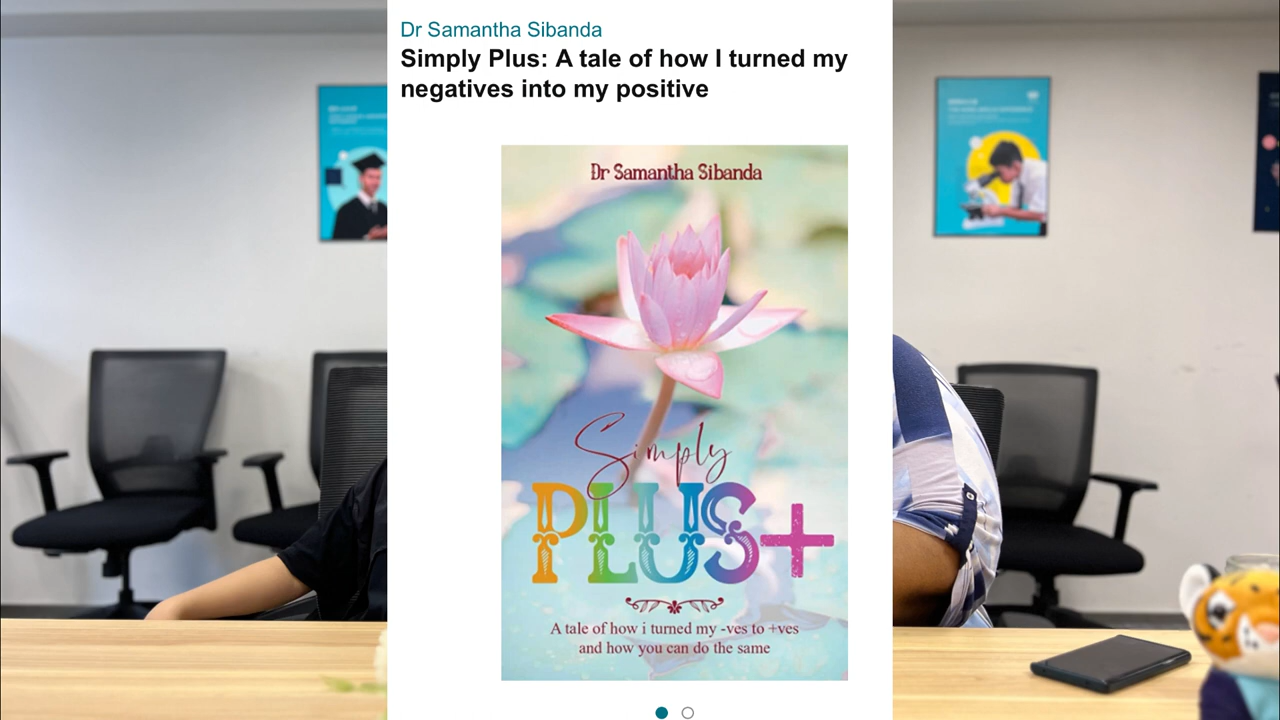 Dr Samantha Sibanda
Simply Plus: A tale of how I turned my
negatives into my positive
Dr Samantha Sibanda
Simply
PLUS+
A tale of how i turned my -ves to +ves
and how you can do the same